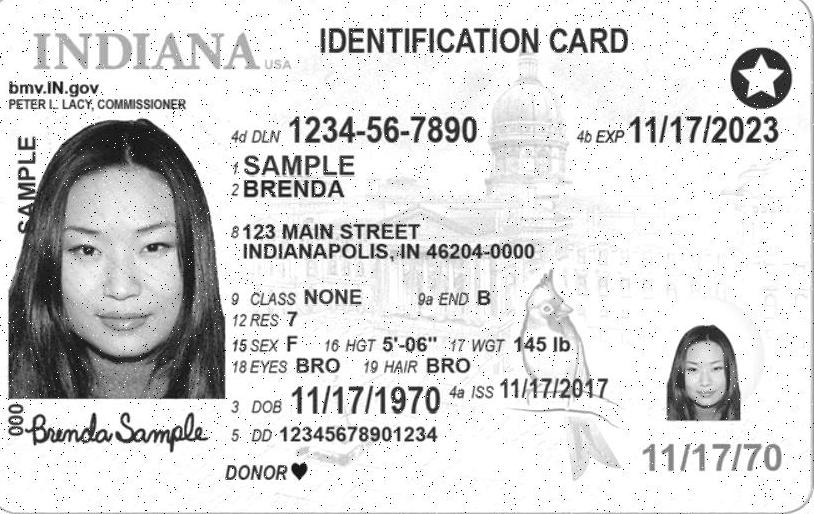 INDIANA USA
IDENTIFICATION CARD
bmv.IN.gov
PETER L. LACY, COMMISSIONER
SAMPLE
4d DLN 1234-56-7890 4b EXP 11/17/2023
1 SAMPLE
2 BRENDA
8 123 MAIN STREET
INDIANAPOLIS, IN 46204-0000
9 CLASS NONE 9a END B
12 RES 7
15 SEX F 16 HGT 5'-06" 17 WGT 145 lb
18 EYES BRO 19 HAIR BRO
3 DOB 11/17/1970 4a ISS 11/17/2017
000
Brenda Sample
5 DD 12345678901234
DONOR
11/17/70